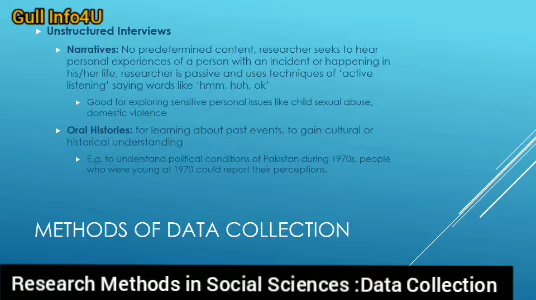 Gull Info4U
Unstructured Interviews
Narratives: No predetermined content, researcher seeks to hear
personal experiences of a person with an incident or happening in
his/her life, researcher is passive and uses techniques of ‘active
listening’ saying words like ‘hmm, huh, ok’
Good for exploring sensitive personal issues like child sexual abuse,
domestic violence
Oral Histories: for learning about past events, to gain cultural or
historical understanding
E.g. to understand political conditions of Pakistan during 1970s, people
who were young at 1970 could report their perceptions.
METHODS OF DATA COLLECTION
Research Methods in Social Sciences :Data Collection